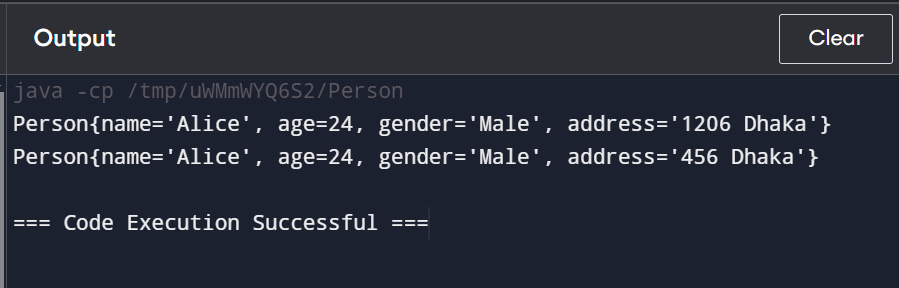 Output
Clear
java -cp /tmp/uWMmWYQ6S2/Person
Person{name='Alice', age=24, gender='Male', address='1206 Dhaka'}
Person{name='Alice', age=24, gender='Male', address='456 Dhaka'}
=== Code Execution Successful ===